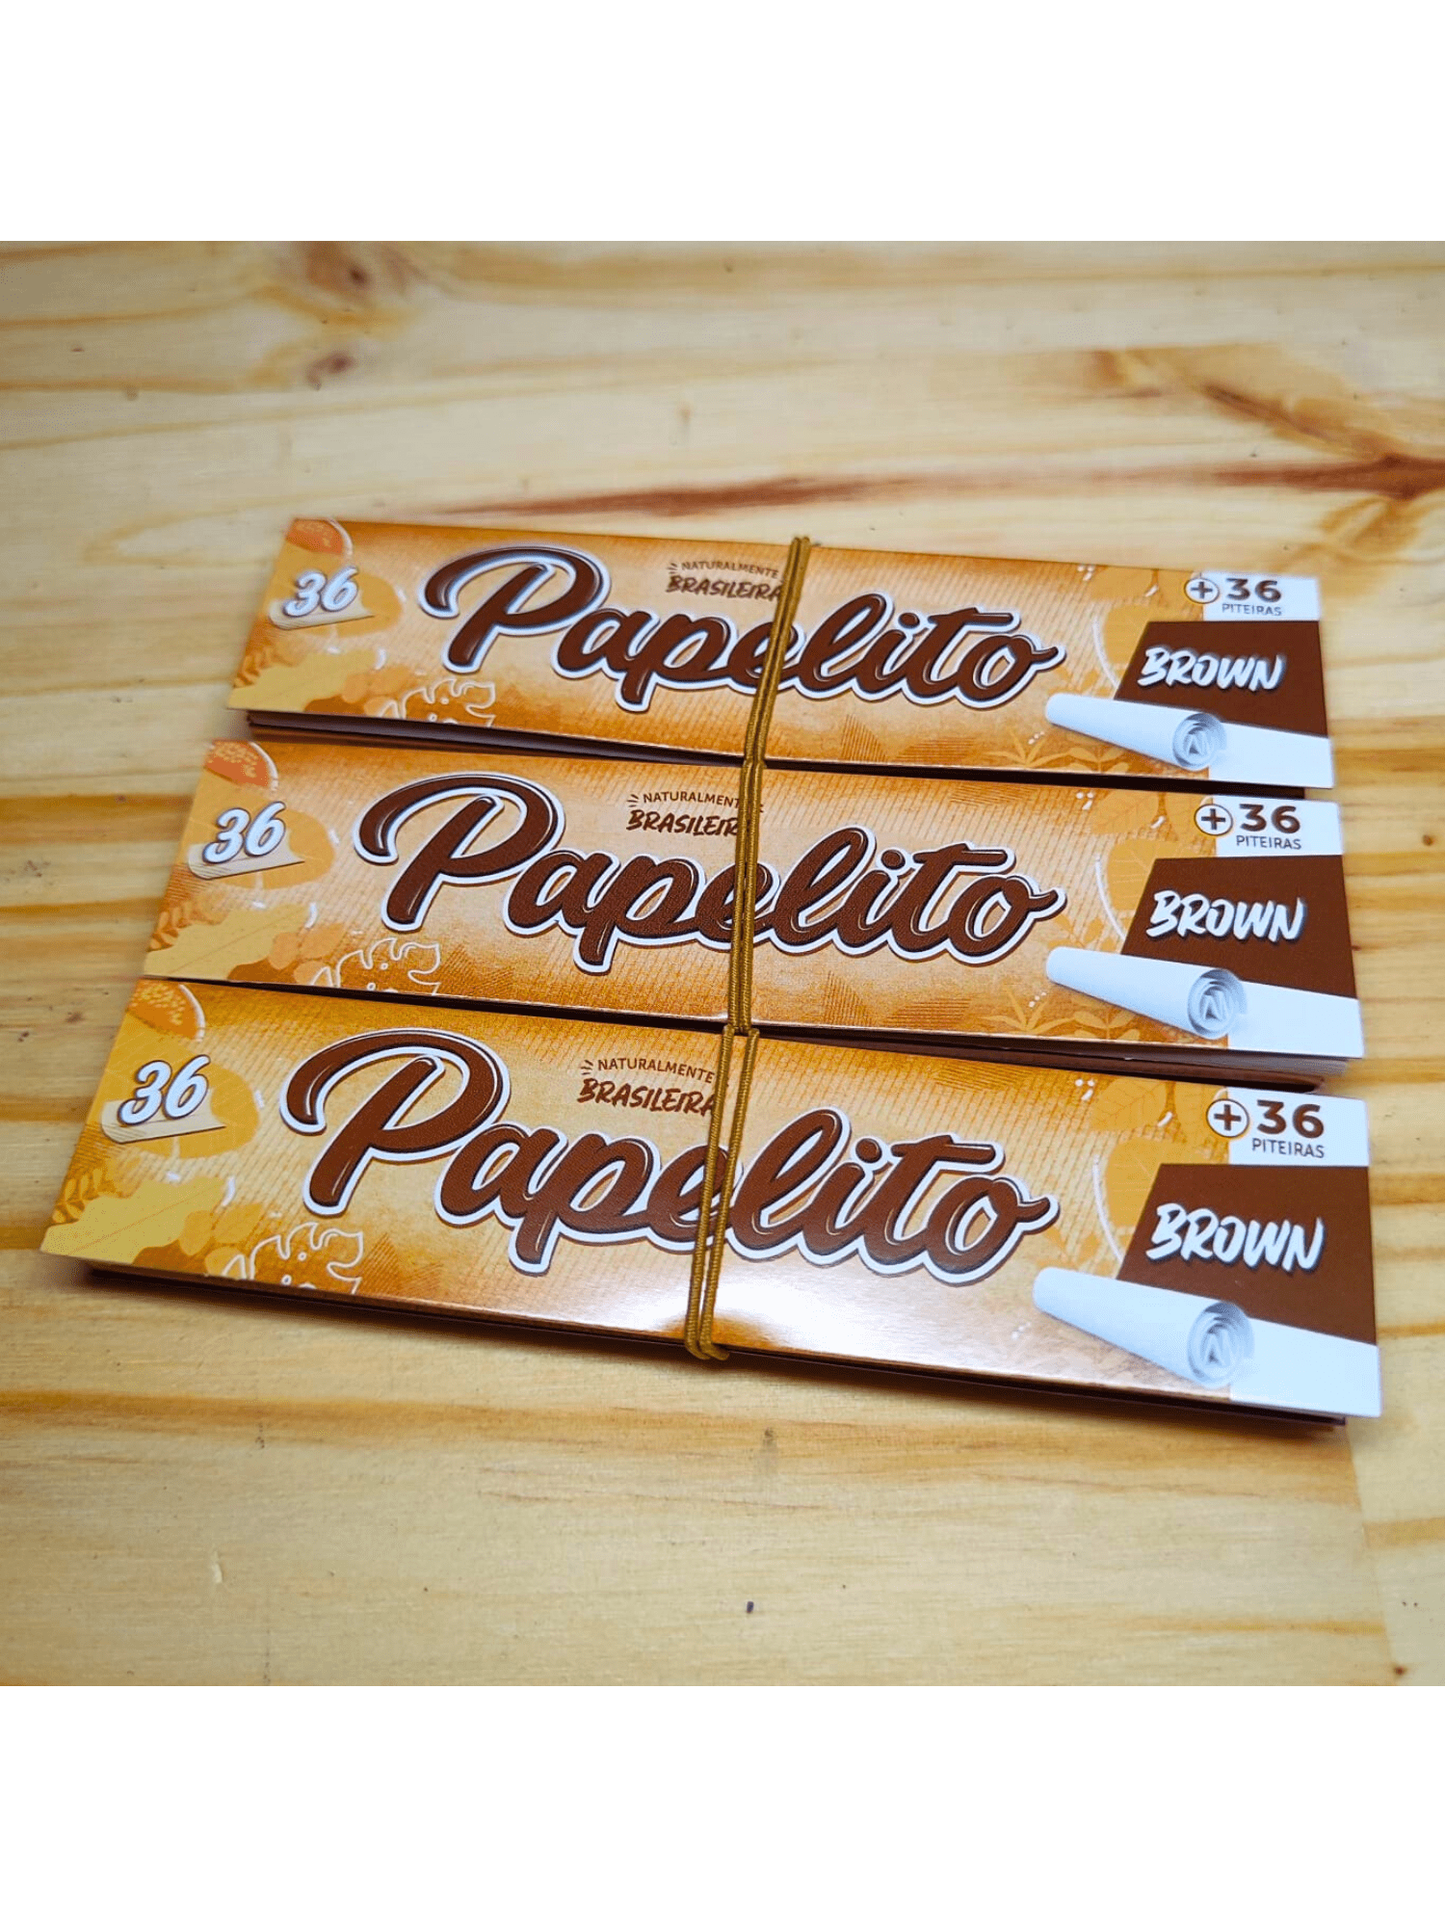 36
NATURALMENTE
BRASILEIRA
Papelito
+36
PITEIRAS
BROWN
36
NATURALMENTE
BRASILEIRA
Papelito
+36
PITEIRAS
BROWN
36
NATURALMENTE
BRASILEIRA
Papelito
+36
PITEIRAS
BROWN